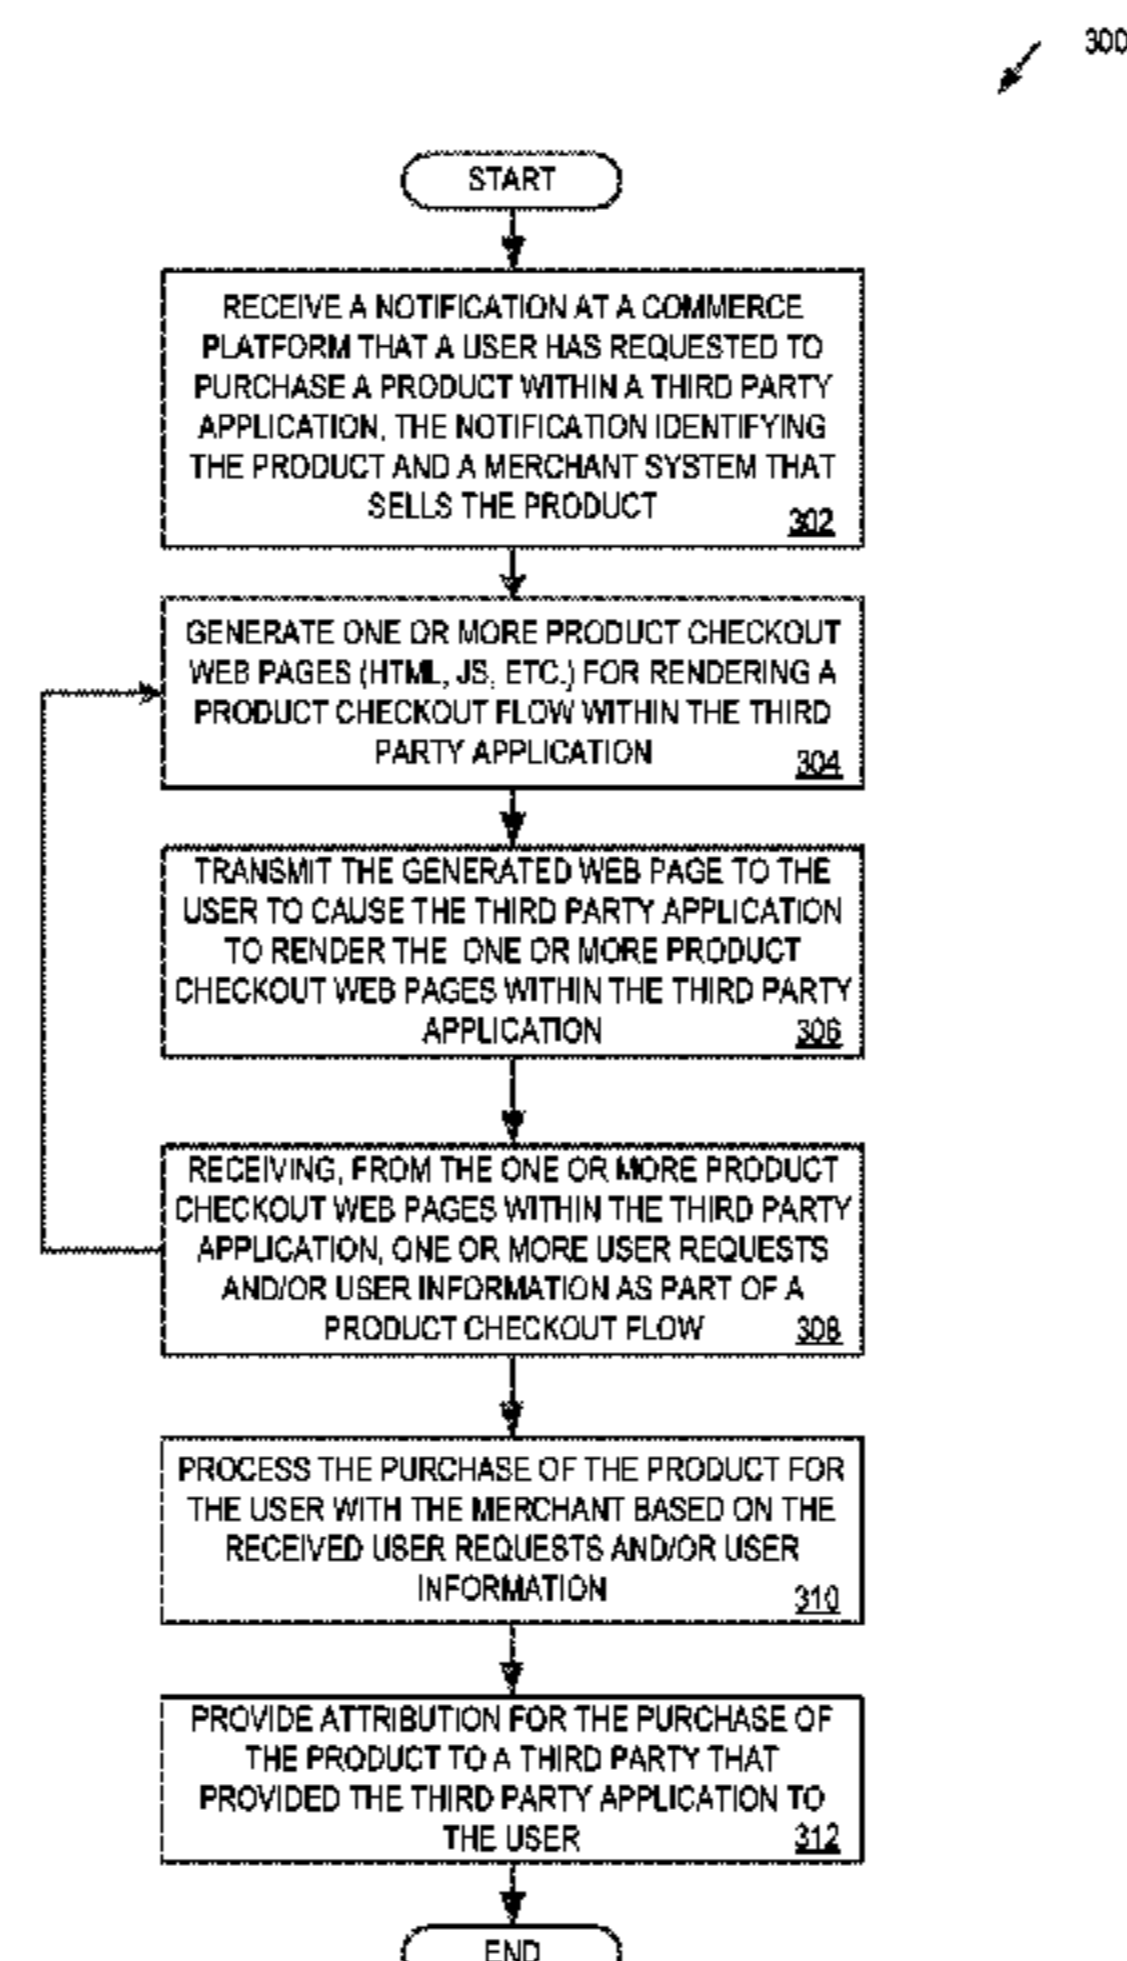 300
START
RECEIVE A NOTIFICATION AT A COMMERCE
PLATFORM THAT A USER HAS REQUESTED TO
PURCHASE A PRODUCT WITHIN A THIRD PARTY
APPLICATION, THE NOTIFICATION IDENTIFYING
THE PRODUCT AND A MERCHANT SYSTEM THAT
SELLS THE PRODUCT
302
GENERATE ONE OR MORE PRODUCT CHECKOUT
WEB PAGES (HTML, JS, ETC.) FOR RENDERING A
PRODUCT CHECKOUT FLOW WITHIN THE THIRD
PARTY APPLICATION
304
TRANSMIT THE GENERATED WEB PAGE TO THE
USER TO CAUSE THE THIRD PARTY APPLICATION
TO RENDER THE ONE OR MORE PRODUCT
CHECKOUT WEB PAGES WITHIN THE THIRD PARTY
APPLICATION
306
RECEIVING, FROM THE ONE OR MORE PRODUCT
CHECKOUT WEB PAGES WITHIN THE THIRD PARTY
APPLICATION, ONE OR MORE USER REQUESTS
AND/OR USER INFORMATION AS PART OF A
PRODUCT CHECKOUT FLOW
308
PROCESS THE PURCHASE OF THE PRODUCT FOR
THE USER WITH THE MERCHANT BASED ON THE
RECEIVED USER REQUESTS AND/OR USER
INFORMATION
310
PROVIDE ATTRIBUTION FOR THE PURCHASE OF
THE PRODUCT TO A THIRD PARTY THAT
PROVIDED THE THIRD PARTY APPLICATION TO
THE USER
312
END